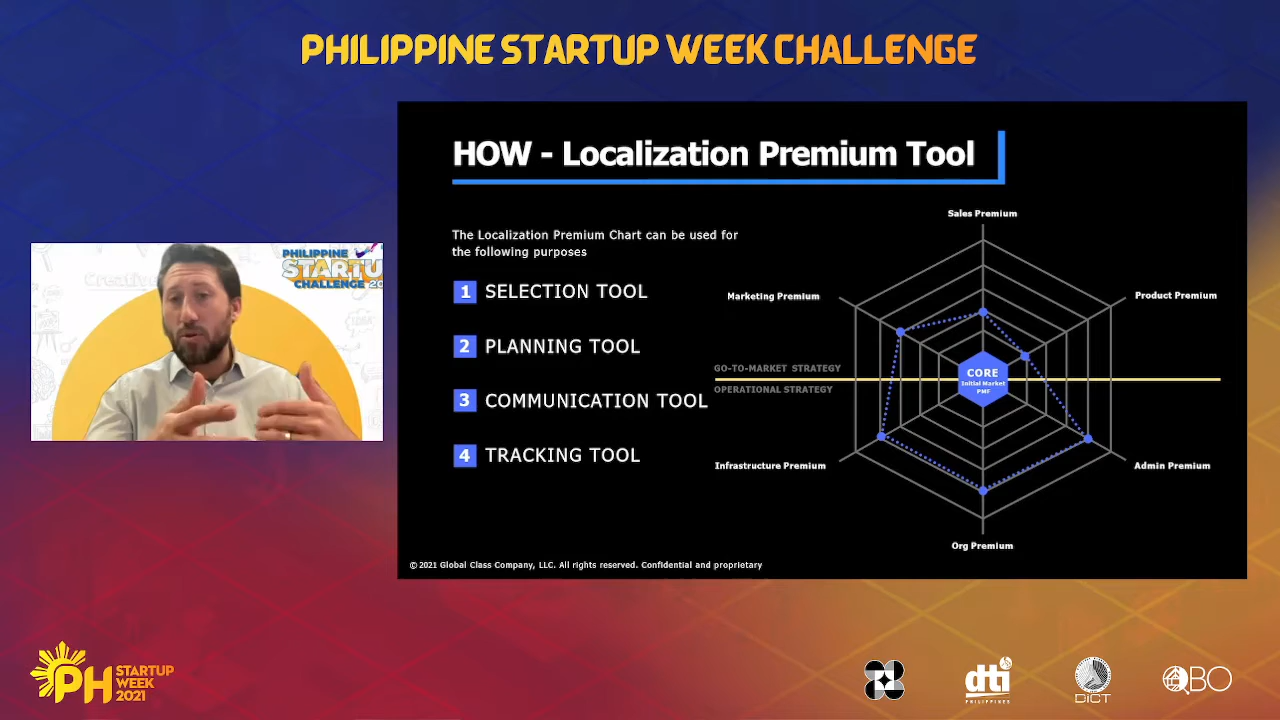 PHILIPPINE STARTUP WEEK CHALLENGE
HOW - Localization Premium Tool
The Localization Premium Chart can be used for
the following purposes
1 SELECTION TOOL
2 PLANNING TOOL
3 COMMUNICATION TOOL
4 TRACKING TOOL
Sales Premium
Marketing Premium
Product Premium
GO-TO-MARKET STRATEGY
OPERATIONAL STRATEGY
CORE
Initial Market
PMF
Infrastructure Premium
Admin Premium
Org Premium
© 2021 Global Class Company, LLC. All rights reserved. Confidential and proprietary
Creative
PHILIPPINE
STARTU
CHALLENGE 20
PH STARTUP
WEEK
2021
dti
PHILIPPINES
DICT
QBO